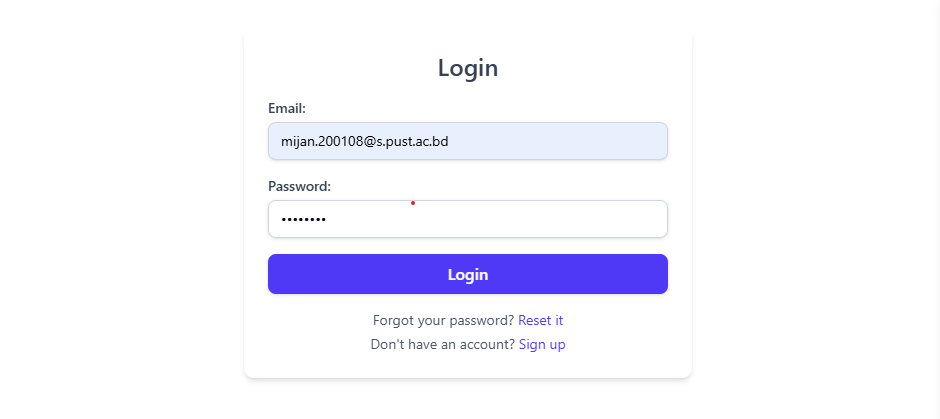 Login
Email:
mijan.200108@s.pust.ac.bd
Password:
••••••••
Login
Forgot your password? Reset it
Don't have an account? Sign up